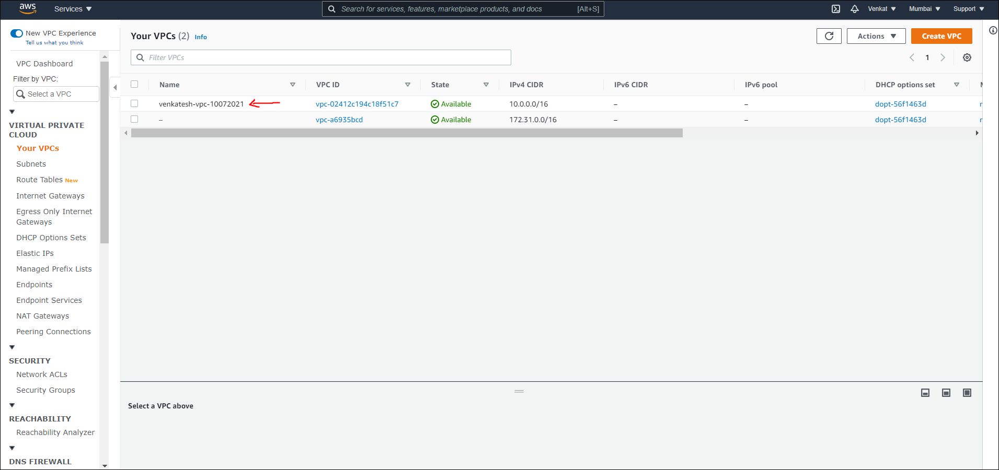 aws Services Search for services, features, marketplace products, and docs [Alt+S] Venkat Mumbai Support
New VPC Experience
Tell us what you think
VPC Dashboard
Filter by VPC:
Select a VPC
VIRTUAL PRIVATE
CLOUD
Your VPCs
Subnets
Route Tables New
Internet Gateways
Egress Only Internet
Gateways
DHCP Options Sets
Elastic IPs
Managed Prefix Lists
Endpoints
Endpoint Services
NAT Gateways
Peering Connections
SECURITY
Network ACLs
Security Groups
REACHABILITY
Reachability Analyzer
DNS FIREWALL
Your VPCs (2) Info Actions Create VPC
Filter VPCs 1
Name VPC ID State IPv4 CIDR IPv6 CIDR IPv6 pool DHCP options set
venkatesh-vpc-10072021 vpc-02412c194c18f51c7 Available 10.0.0.0/16 – – dopt-56f1463d
– vpc-a6935bcd Available 172.31.0.0/16 – – dopt-56f1463d
Select a VPC above